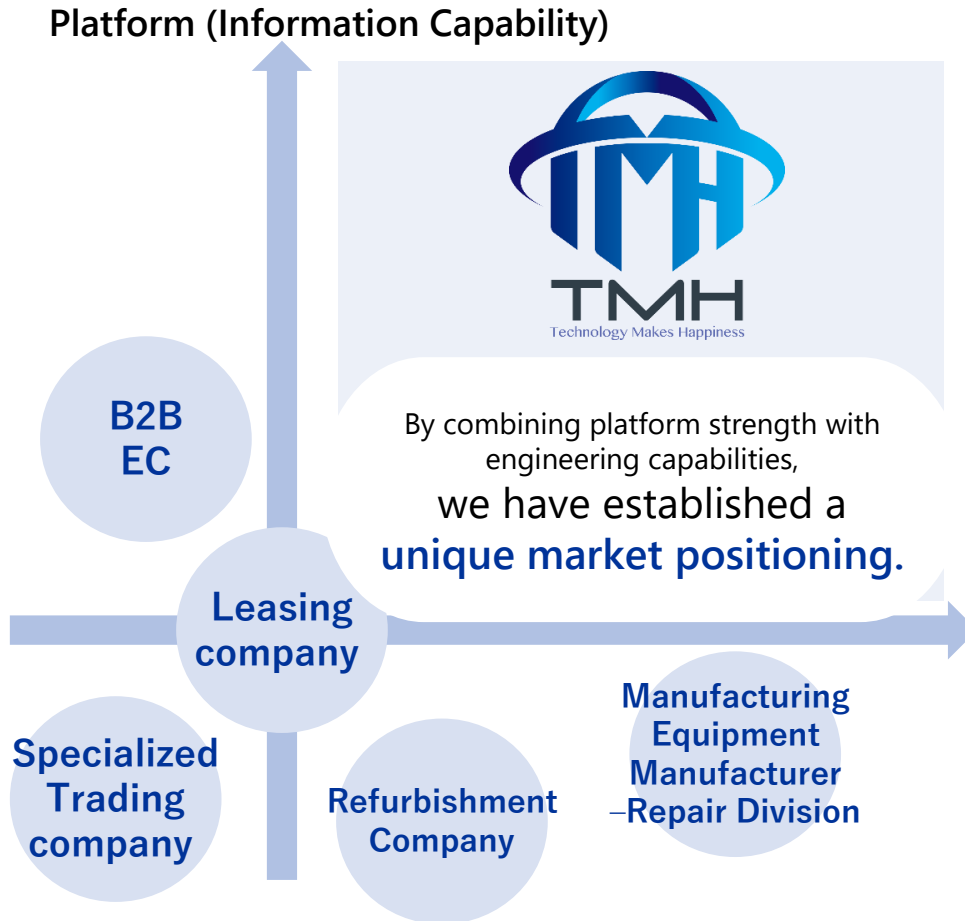 Platform (Information Capability)
TMH
TMH
Technology Makes Happiness
B2B
EC
By combining platform strength with
engineering capabilities,
we have established a
unique market positioning.
Leasing
company
Specialized
Trading
company
Refurbishment
Company
Manufacturing
Equipment
Manufacturer
–Repair Division